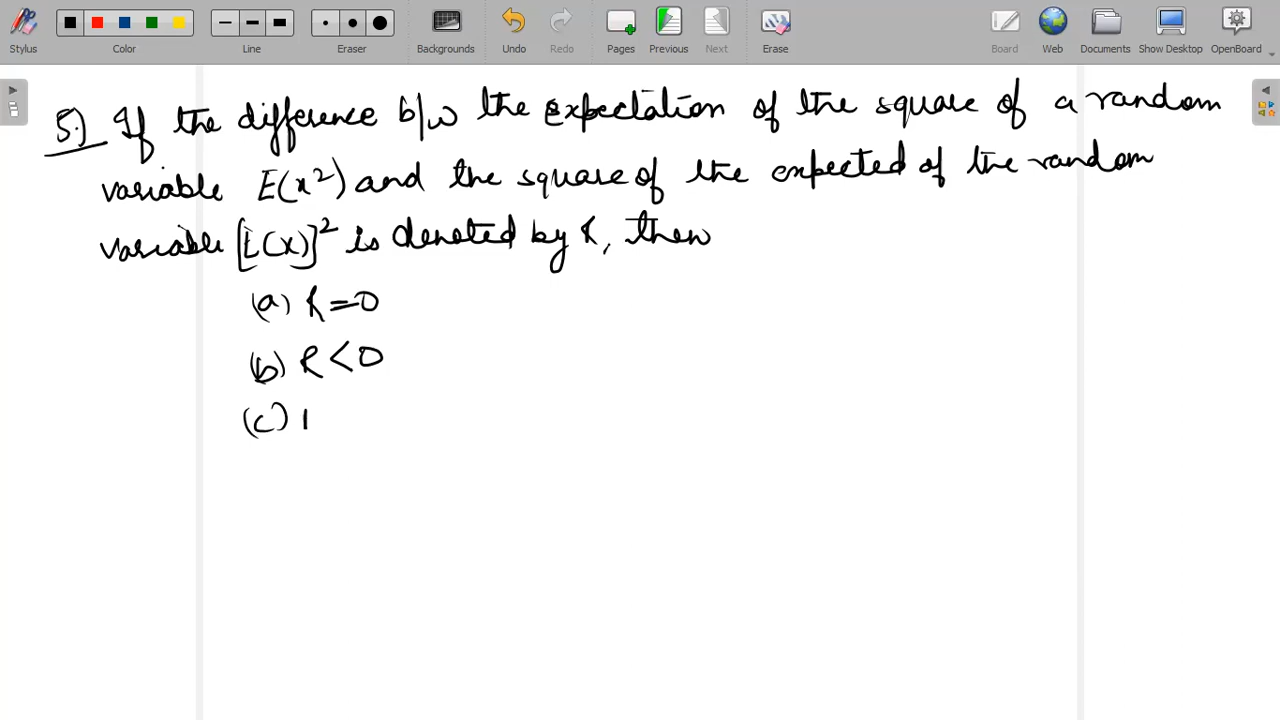 Stylus Color Line Eraser Backgrounds Undo Redo Pages Previous Next Erase Board Web Documents Show Desktop OpenBoard
5.) If the difference b/w the expectation of the square of a random
variable E(x²) and the square of the expected of the random
variable [E(X)]² is denoted by R, then
(a) R=0
(b) R<0
(c)